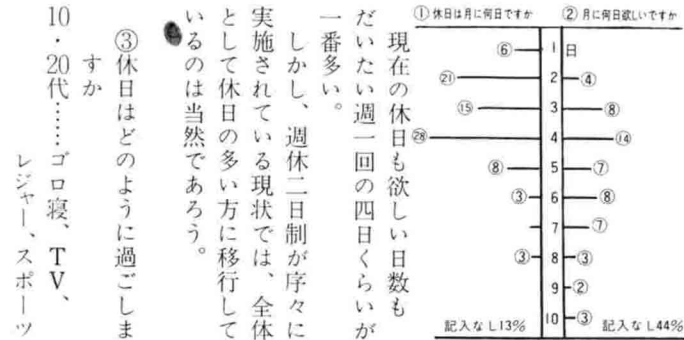 ① 休日は月に何日ですか
② 月に何日欲しいですか
⑥ 1日
㉑ 2 ④
⑮ 3 ⑧
㉘ 4 ⑭
⑧ 5 ⑦
③ 6 ⑧
7 ⑦
③ 8 ③
9 ②
10 ③
記入なし13%
記入なし44%
現在の休日も欲しい日数も
だいたい週一回の四日くらいが
一番多い。
しかし、週休二日制が序々に
実施されている現状では、全体
として休日の多い方に移行して
いるのは当然であろう。
③休日はどのように過ごしま
すか
10・20代……ゴロ寝、TV、
レジャー、スポーツ